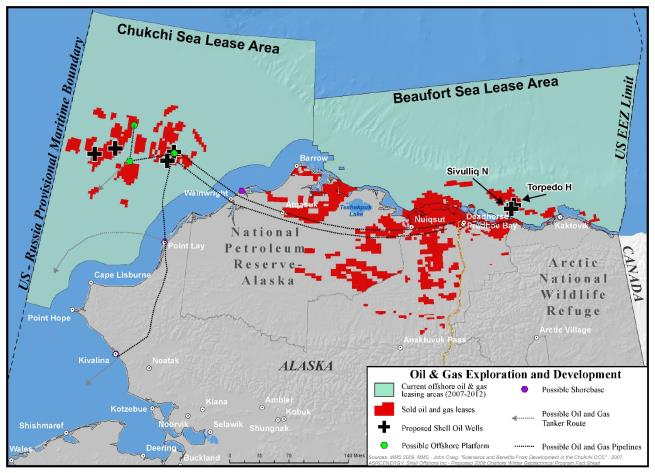 Chukchi Sea Lease Area
Beaufort Sea Lease Area
US - Russia Provisional Maritime Boundary
US EEZ Limit
Sivulliq N
Torpedo H
Barrow
Wainwright
Atqasuk
Teshekpuk
Lake
Nuiqsut
Deadhorse
Prudhoe Bay
Kaktovik
CANADA
Point Lay
National
Petroleum
Reserve-
Alaska
Arctic
National
Wildlife
Refuge
Cape Lisburne
Point Hope
Anaktuvuk Pass
Arctic Village
Kivalina
Noatak
ALASKA
Kotzebue
Kiana
Ambler
Kobuk
Shungnak
Noorvik
Selawik
Shishmaref
Deering
Buckland
Wales
0 35 70 140 Miles
Oil & Gas Exploration and Development
Current offshore oil & gas
leasing areas (2007-2012)
Sold oil and gas leases
Proposed Shell Oil Wells
Possible Offshore Platform
Possible Shorebase
Possible Oil and Gas
Tanker Route
Possible Oil and Gas Pipelines